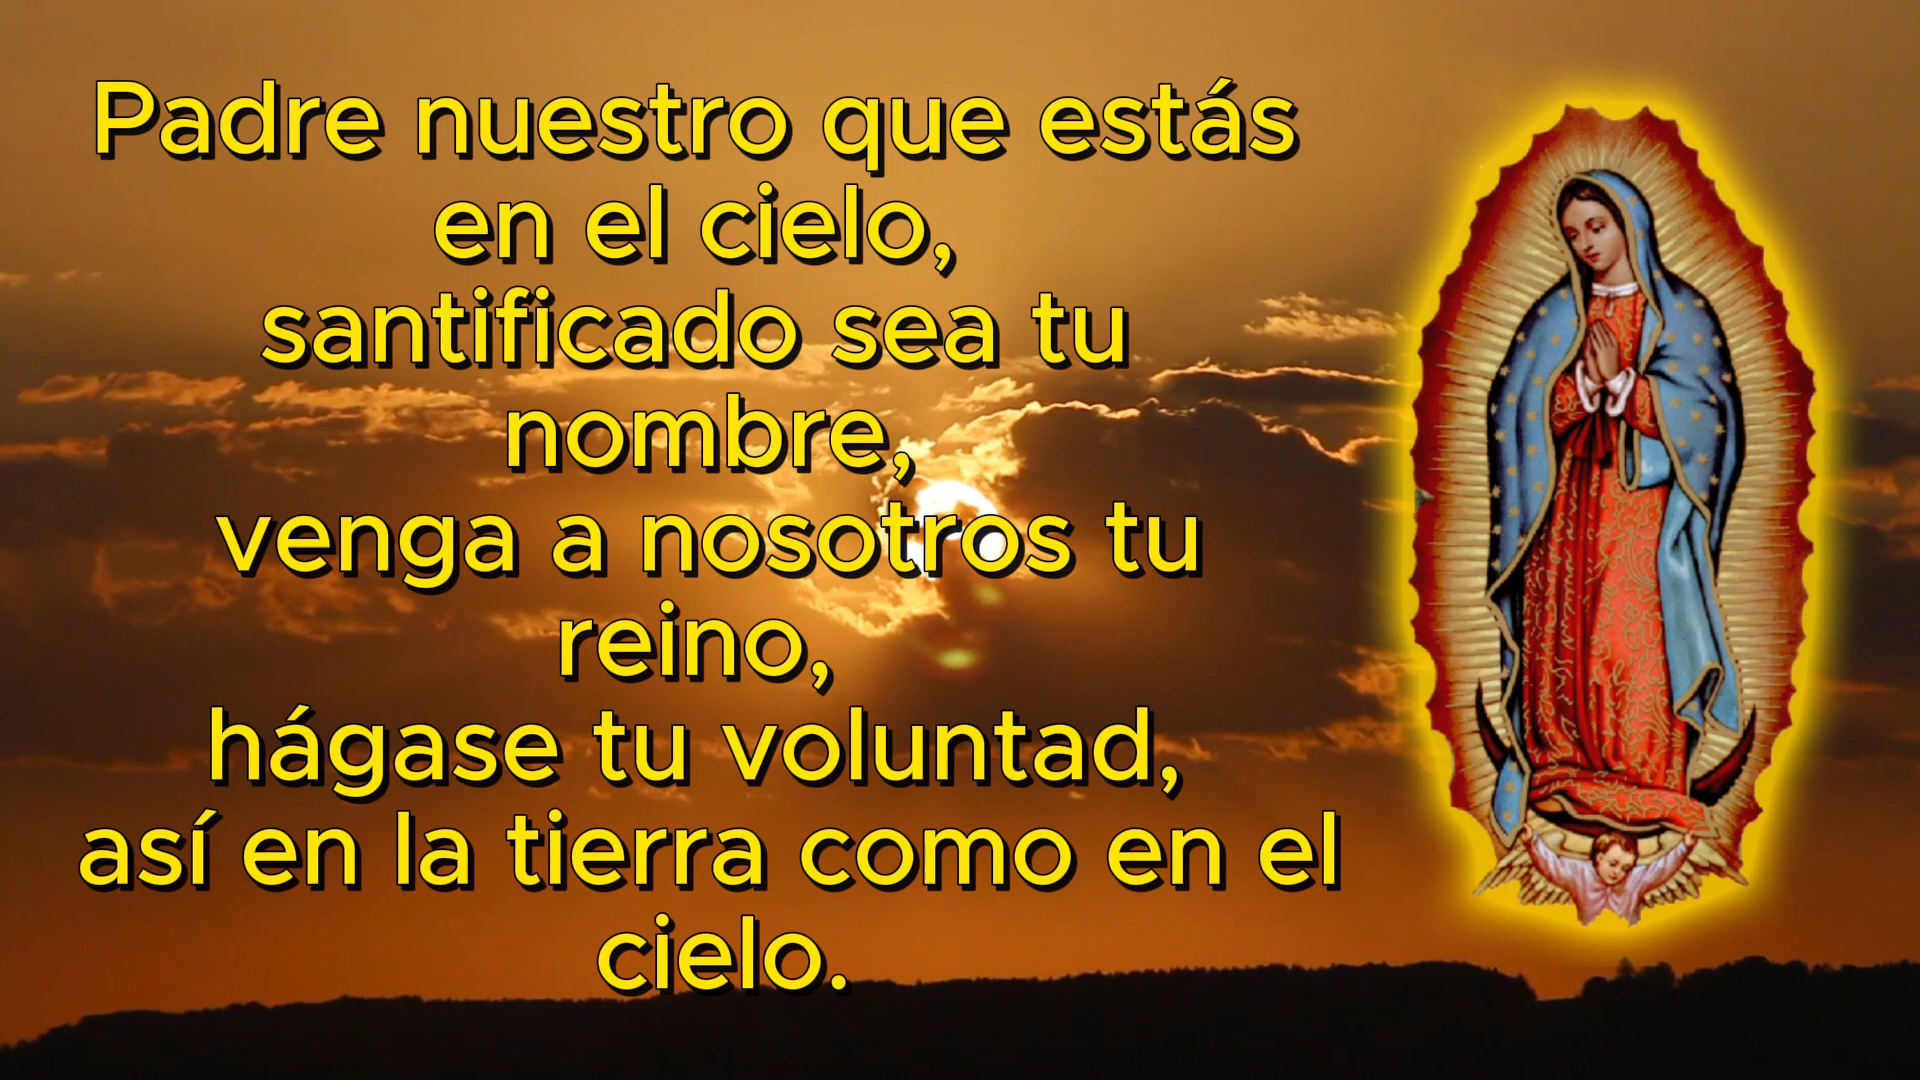 Padre nuestro que estás
en el cielo,
santificado sea tu
nombre,
venga a nosotros tu
reino,
hágase tu voluntad,
así en la tierra como en el
cielo.